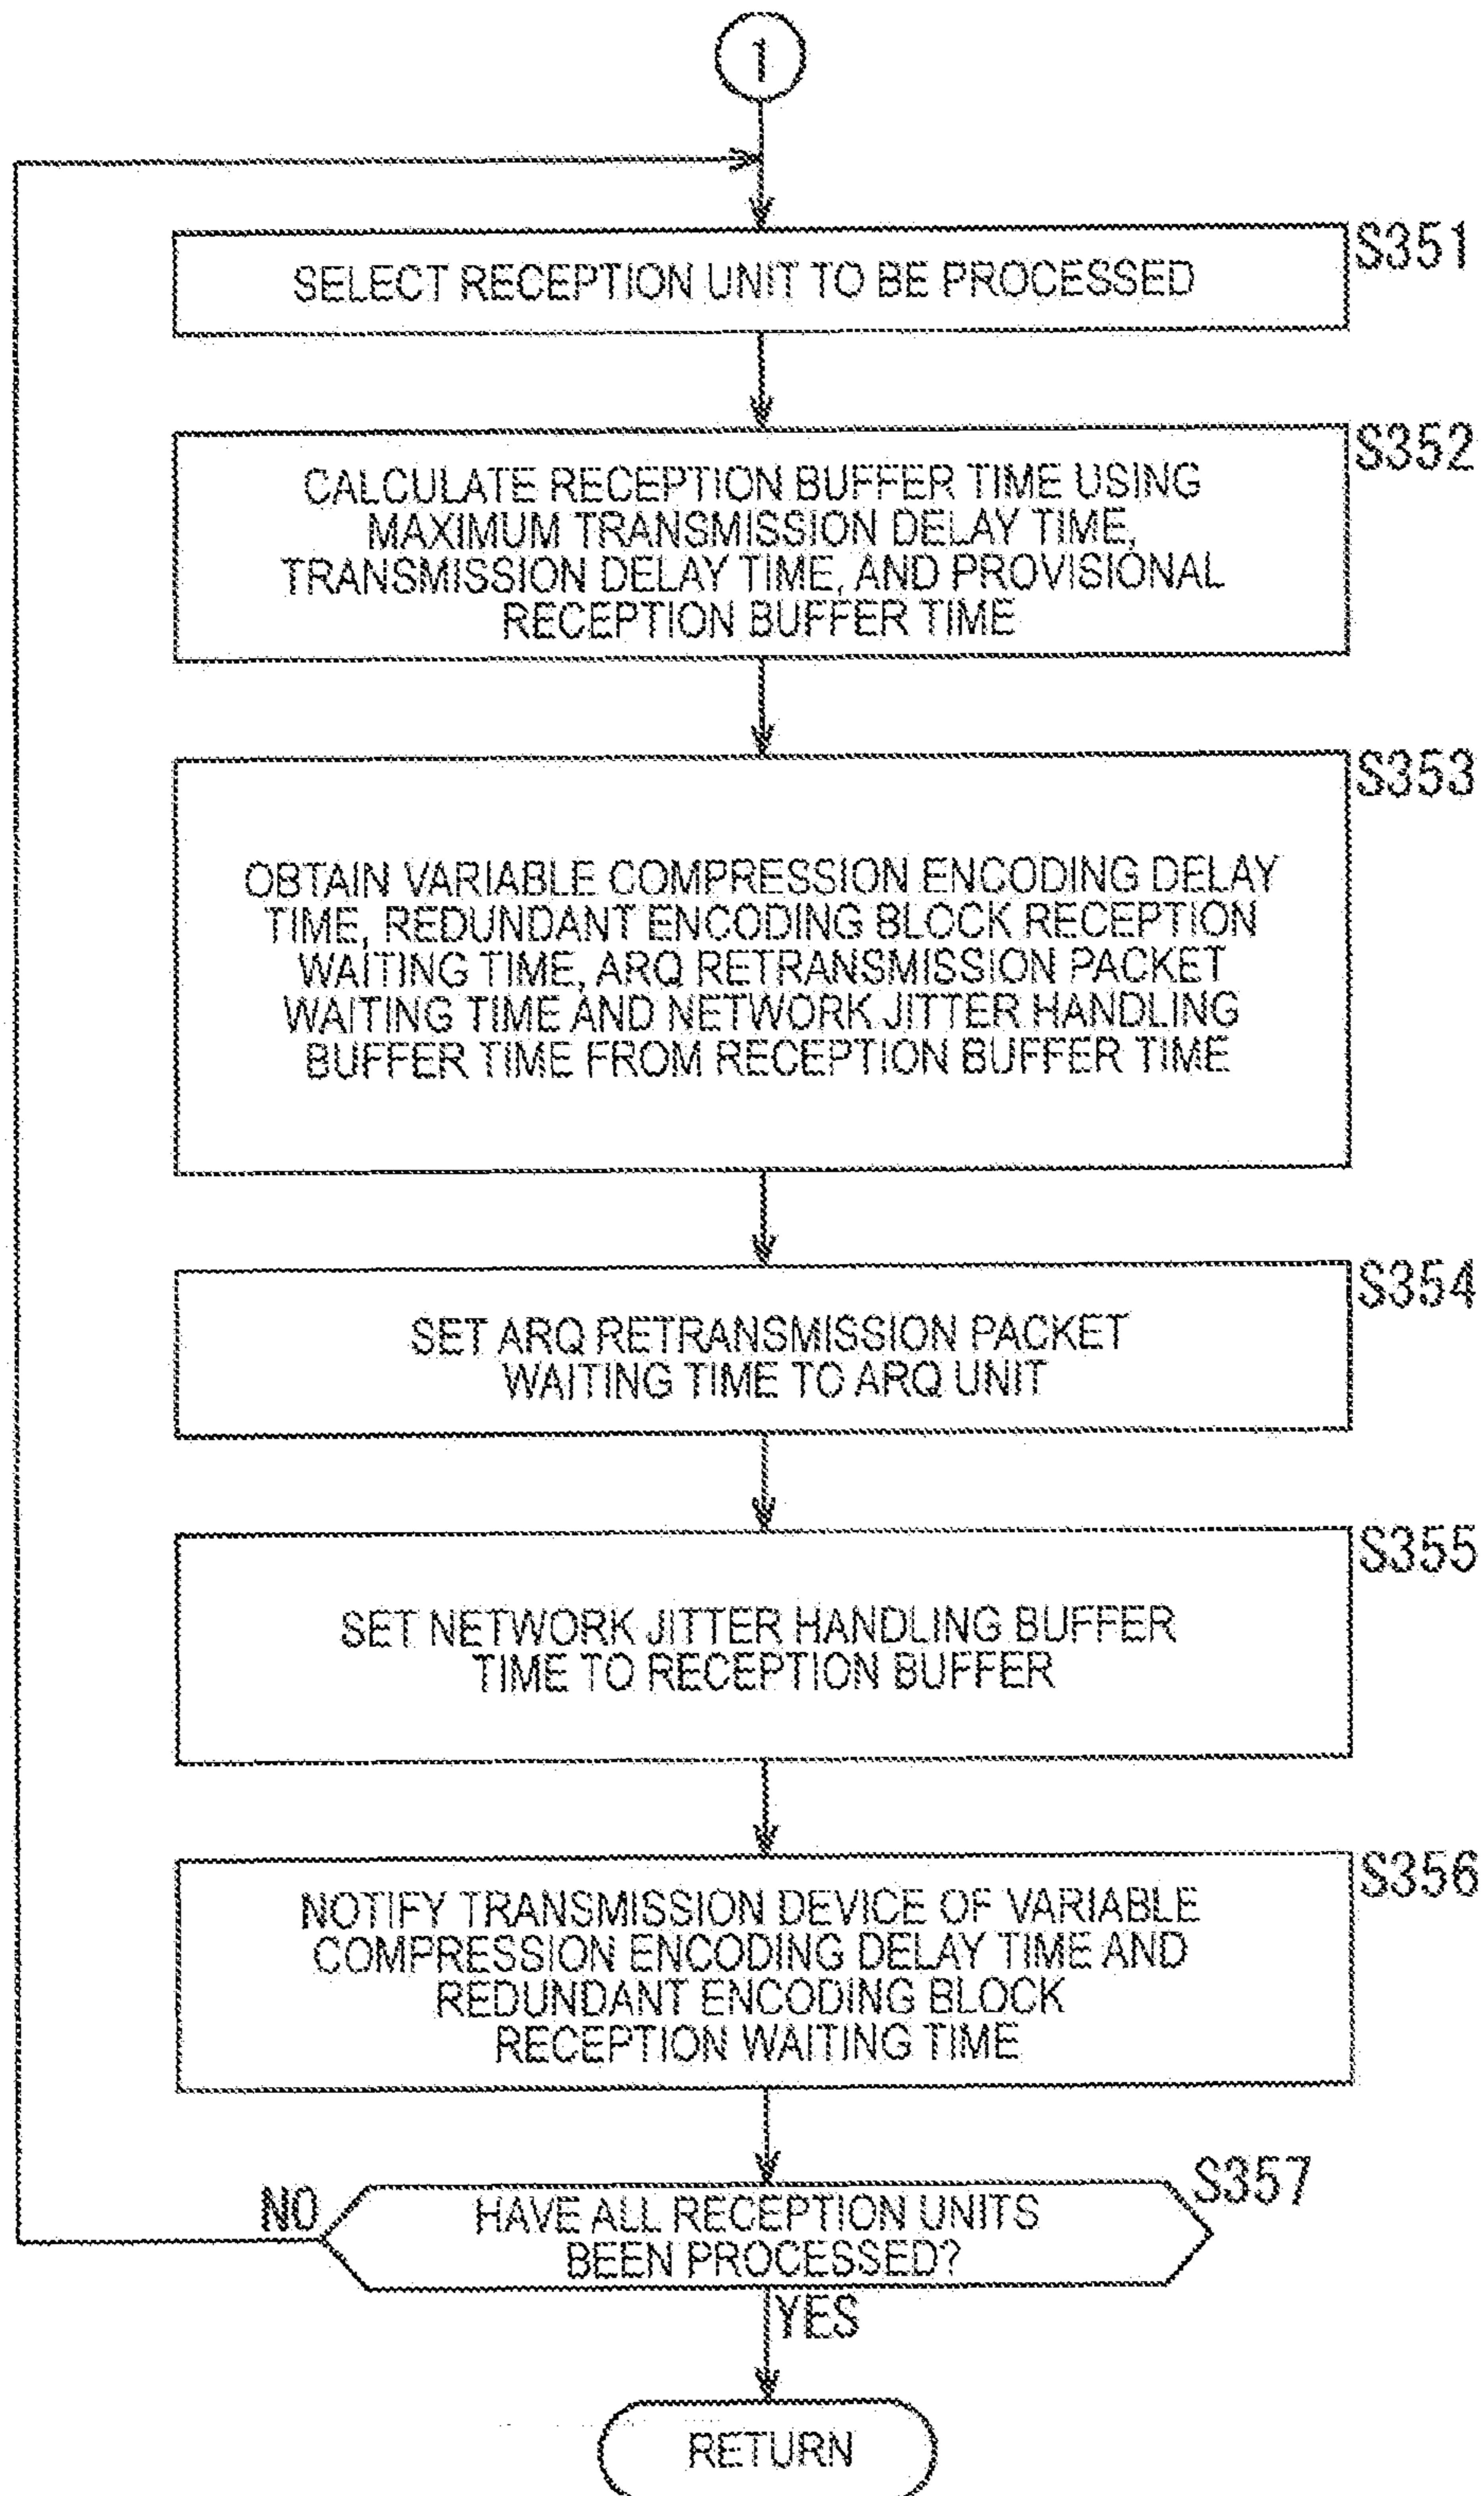 1
S351
SELECT RECEPTION UNIT TO BE PROCESSED
S352
CALCULATE RECEPTION BUFFER TIME USING
MAXIMUM TRANSMISSION DELAY TIME,
TRANSMISSION DELAY TIME, AND PROVISIONAL
RECEPTION BUFFER TIME
S353
OBTAIN VARIABLE COMPRESSION ENCODING DELAY
TIME, REDUNDANT ENCODING BLOCK RECEPTION
WAITING TIME, ARQ RETRANSMISSION PACKET
WAITING TIME AND NETWORK JITTER HANDLING
BUFFER TIME FROM RECEPTION BUFFER TIME
S354
SET ARQ RETRANSMISSION PACKET
WAITING TIME TO ARQ UNIT
S355
SET NETWORK JITTER HANDLING BUFFER
TIME TO RECEPTION BUFFER
S356
NOTIFY TRANSMISSION DEVICE OF VARIABLE
COMPRESSION ENCODING DELAY TIME AND
REDUNDANT ENCODING BLOCK
RECEPTION WAITING TIME
S357
NO
HAVE ALL RECEPTION UNITS
BEEN PROCESSED?
YES
RETURN